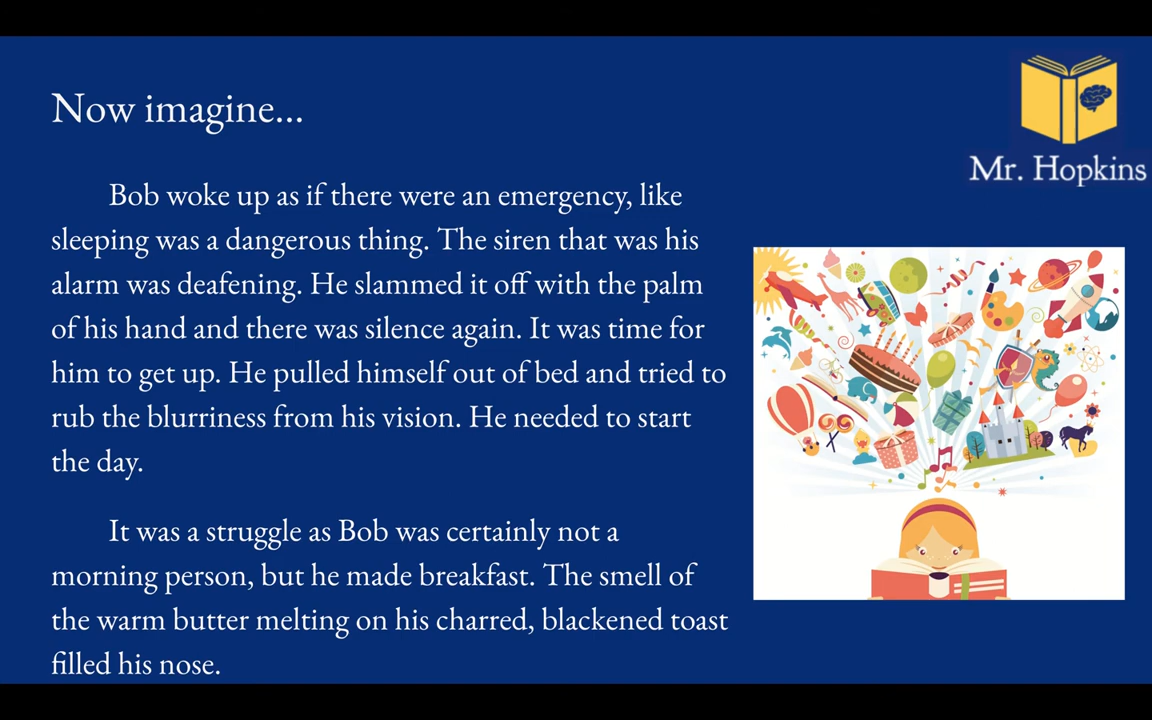 Now imagine...
Mr. Hopkins
Bob woke up as if there were an emergency, like
sleeping was a dangerous thing. The siren that was his
alarm was deafening. He slammed it off with the palm
of his hand and there was silence again. It was time for
him to get up. He pulled himself out of bed and tried to
rub the blurriness from his vision. He needed to start
the day.
It was a struggle as Bob was certainly not a
morning person, but he made breakfast. The smell of
the warm butter melting on his charred, blackened toast
filled his nose.